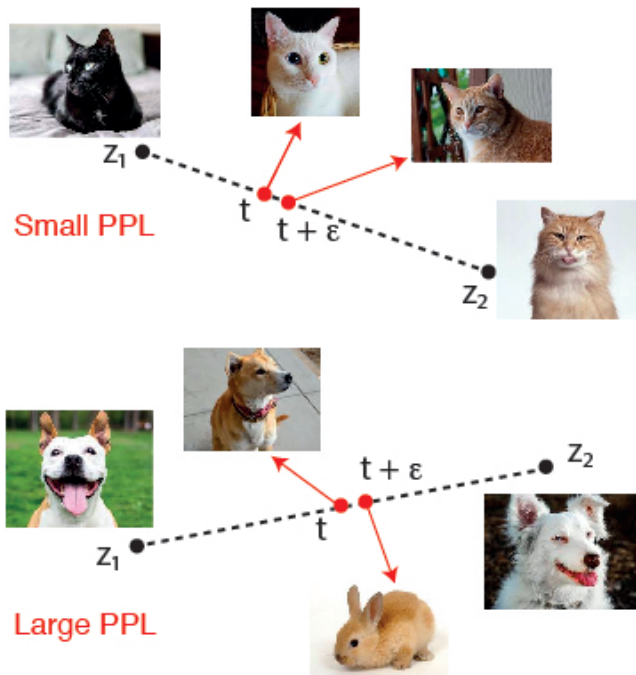 z₁
t
t + ε
Small PPL
z₂
z₂
t + ε
t
z₁
Large PPL